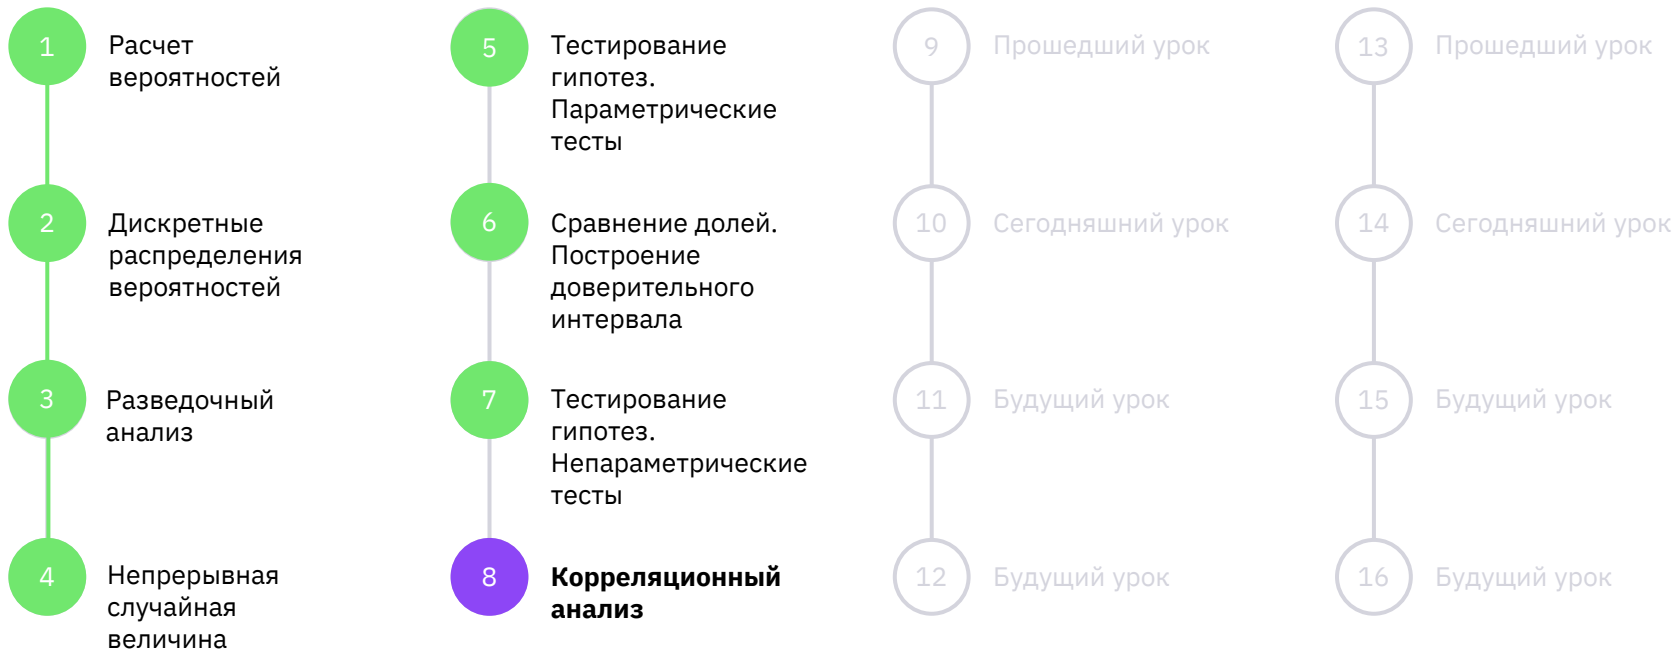 1
Расчет
вероятностей
2
Дискретные
распределения
вероятностей
3
Разведочный
анализ
4
Непрерывная
случайная
величина
5
Тестирование
гипотез.
Параметрические
тесты
6
Сравнение долей.
Построение
доверительного
интервала
7
Тестирование
гипотез.
Непараметрические
тесты
8
Корреляционный
анализ
9
Прошедший урок
10
Сегодняшний урок
11
Будущий урок
12
Будущий урок
13
Прошедший урок
14
Сегодняшний урок
15
Будущий урок
16
Будущий урок